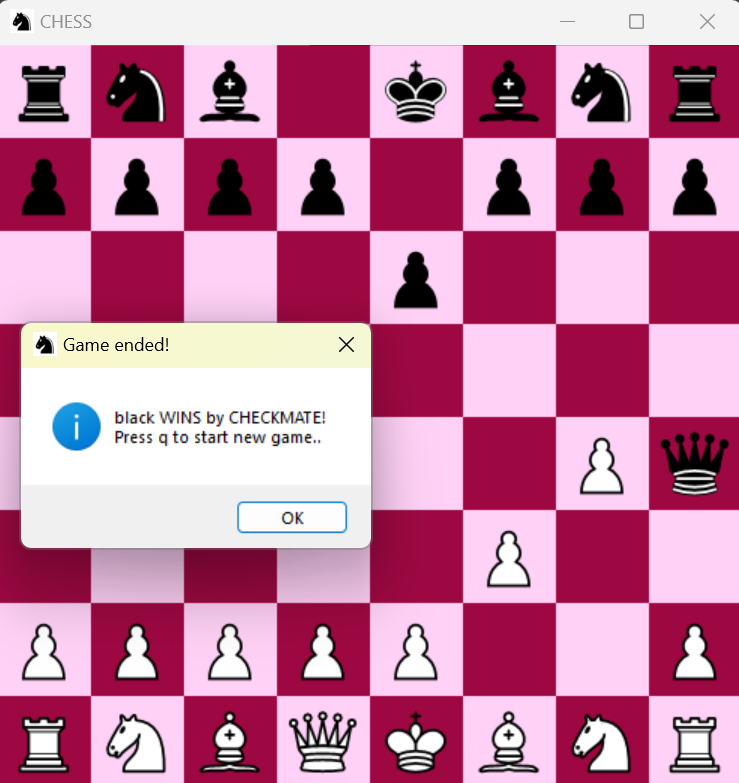 CHESS
Game ended!
black WINS by CHECKMATE!
Press q to start new game..
OK